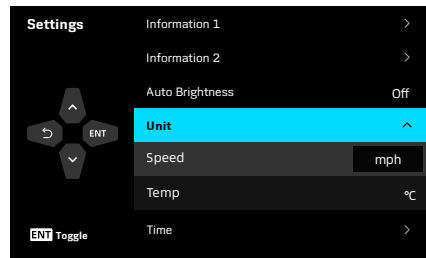 Settings
Information 1
Information 2
Auto Brightness Off
ENT
Unit
Speed mph
Temp °C
ENT Toggle
Time